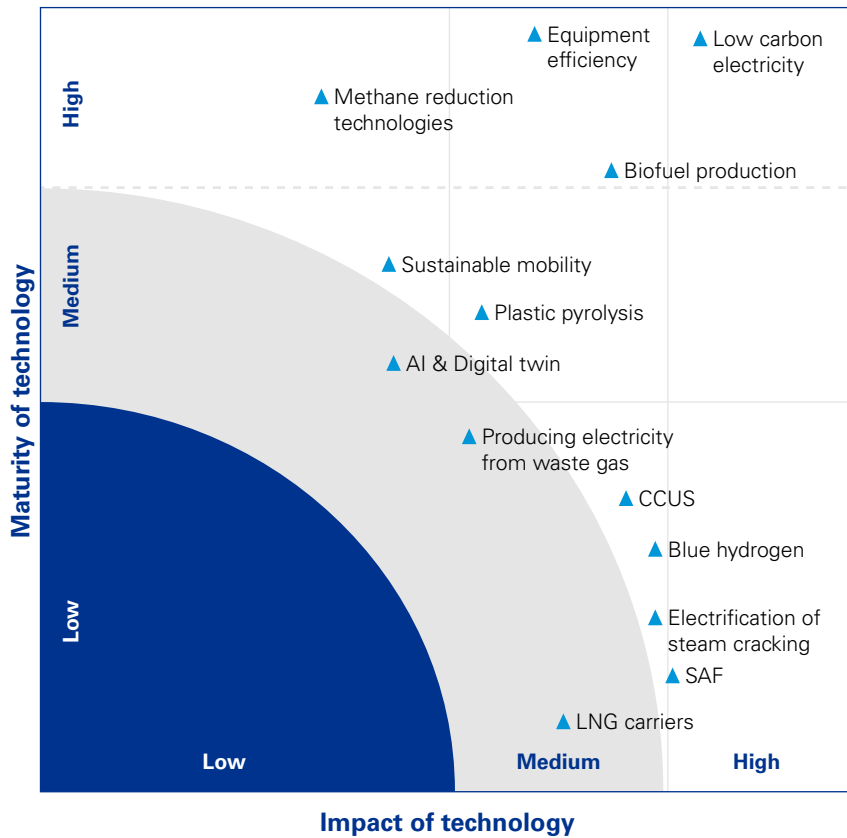 Equipment
efficiency
Low carbon
electricity
Methane reduction
technologies
High
Biofuel production
Sustainable mobility
Medium
Plastic pyrolysis
AI & Digital twin
Maturity of technology
Producing electricity
from waste gas
CCUS
Blue hydrogen
Low
Electrification of
steam cracking
SAF
LNG carriers
Low
Medium
High
Impact of technology